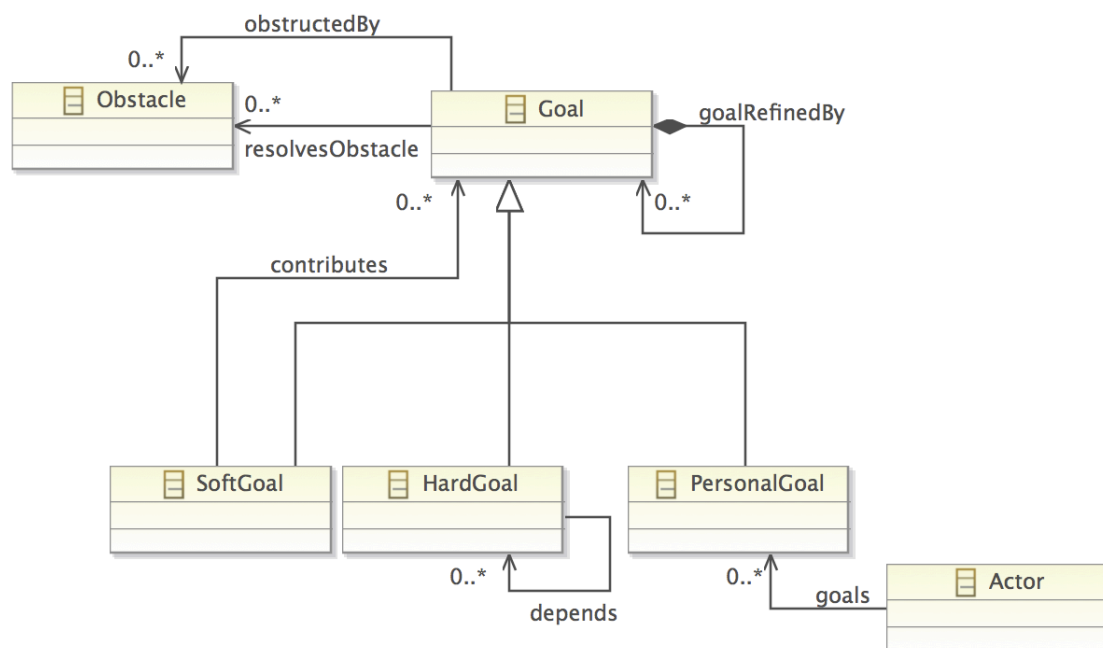 obstructedBy
0..*
Obstacle
0..*
Goal
goalRefinedBy
resolvesObstacle
0..*
0..*
contributes
SoftGoal
HardGoal
PersonalGoal
0..*
depends
0..*
goals
Actor